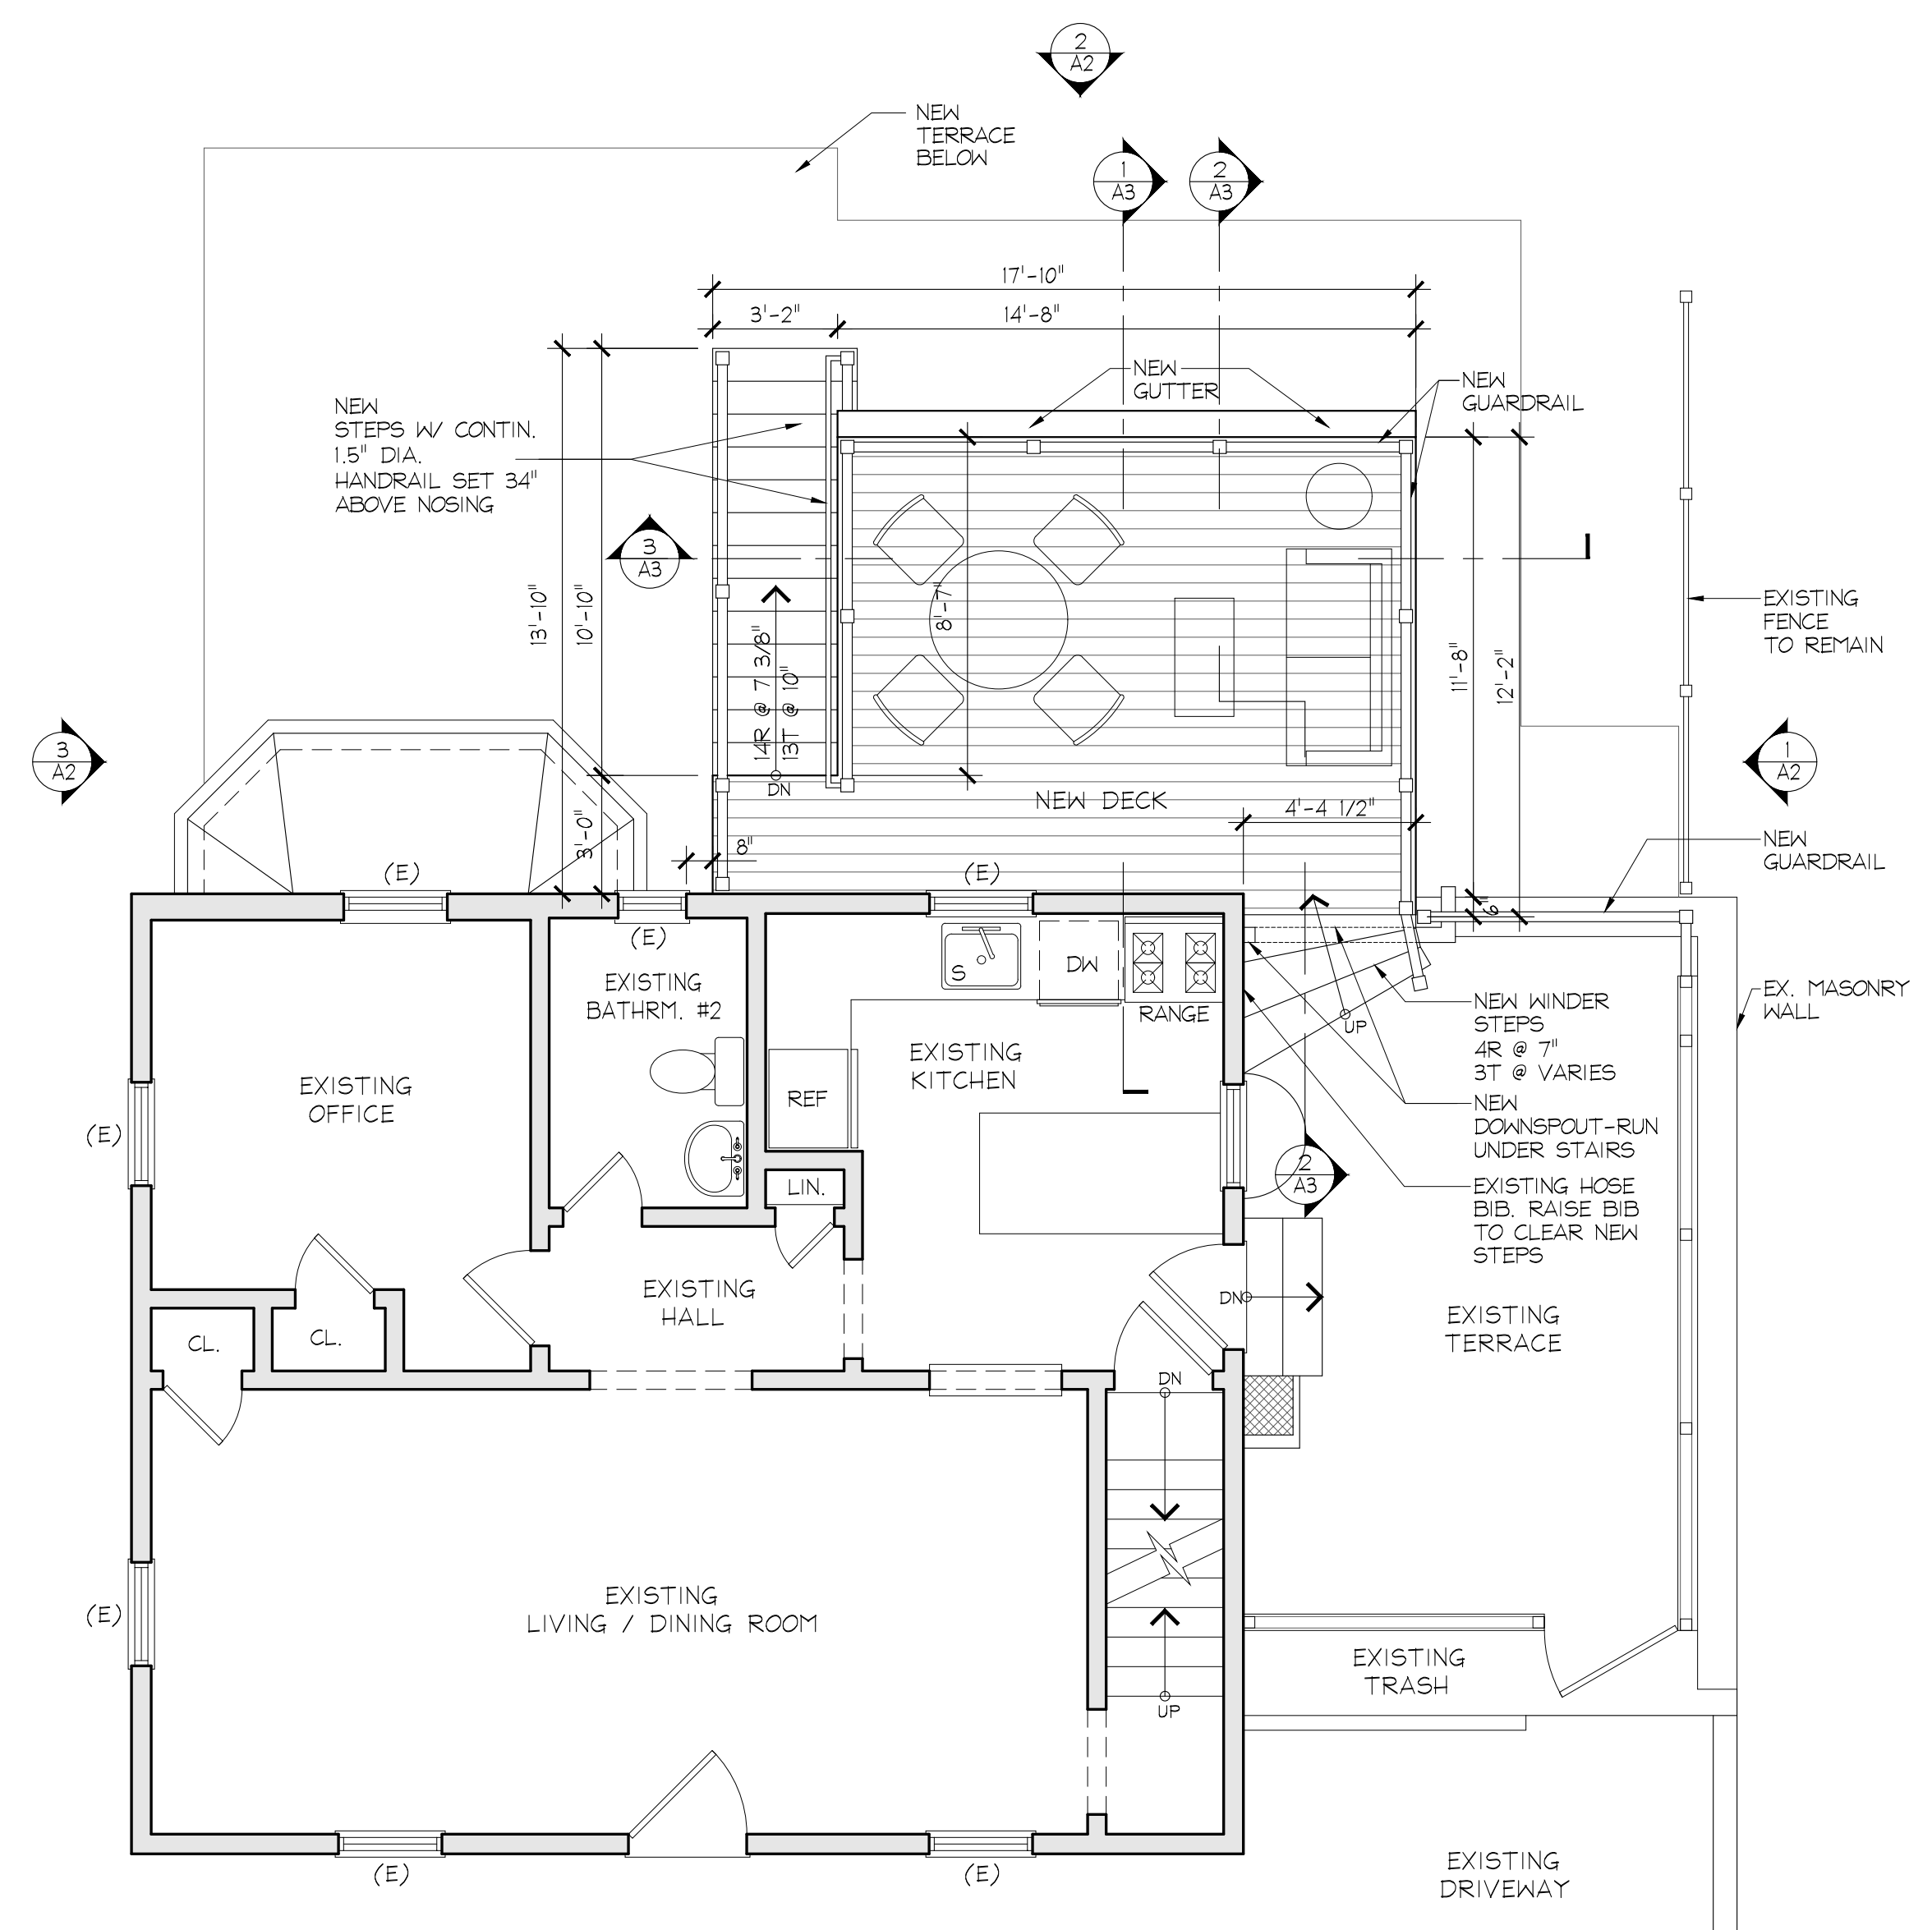 2
A2
NEW
TERRACE
BELOW
1
A3
2
A3
17'-10"
3'-2"
14'-8"
NEW
GUTTER
NEW
GUARDRAIL
NEW
STEPS W/ CONTIN.
1.5" DIA.
HANDRAIL SET 34"
ABOVE NOSING
3
A3
13'-10"
10'-10"
8'-7"
14R @ 7 3/8"
13T @ 10"
DN
11'-8"
12'-2"
EXISTING
FENCE
TO REMAIN
3
A2
1
A2
NEW DECK
4'-4 1/2"
3'-0"
8"
6"
NEW
GUARDRAIL
(E)
(E)
(E)
EXISTING
BATHRM. #2
S
DW
RANGE
UP
NEW WINDER
STEPS
4R @ 7"
3T @ VARIES
EX. MASONRY
WALL
EXISTING
KITCHEN
EXISTING
OFFICE
REF
NEW
DOWNSPOUT-RUN
UNDER STAIRS
(E)
2
A3
LIN.
EXISTING HOSE
BIB. RAISE BIB
TO CLEAR NEW
STEPS
EXISTING
HALL
DN
CL.
CL.
EXISTING
TERRACE
DN
(E)
EXISTING
LIVING / DINING ROOM
EXISTING
TRASH
UP
(E)
(E)
EXISTING
DRIVEWAY